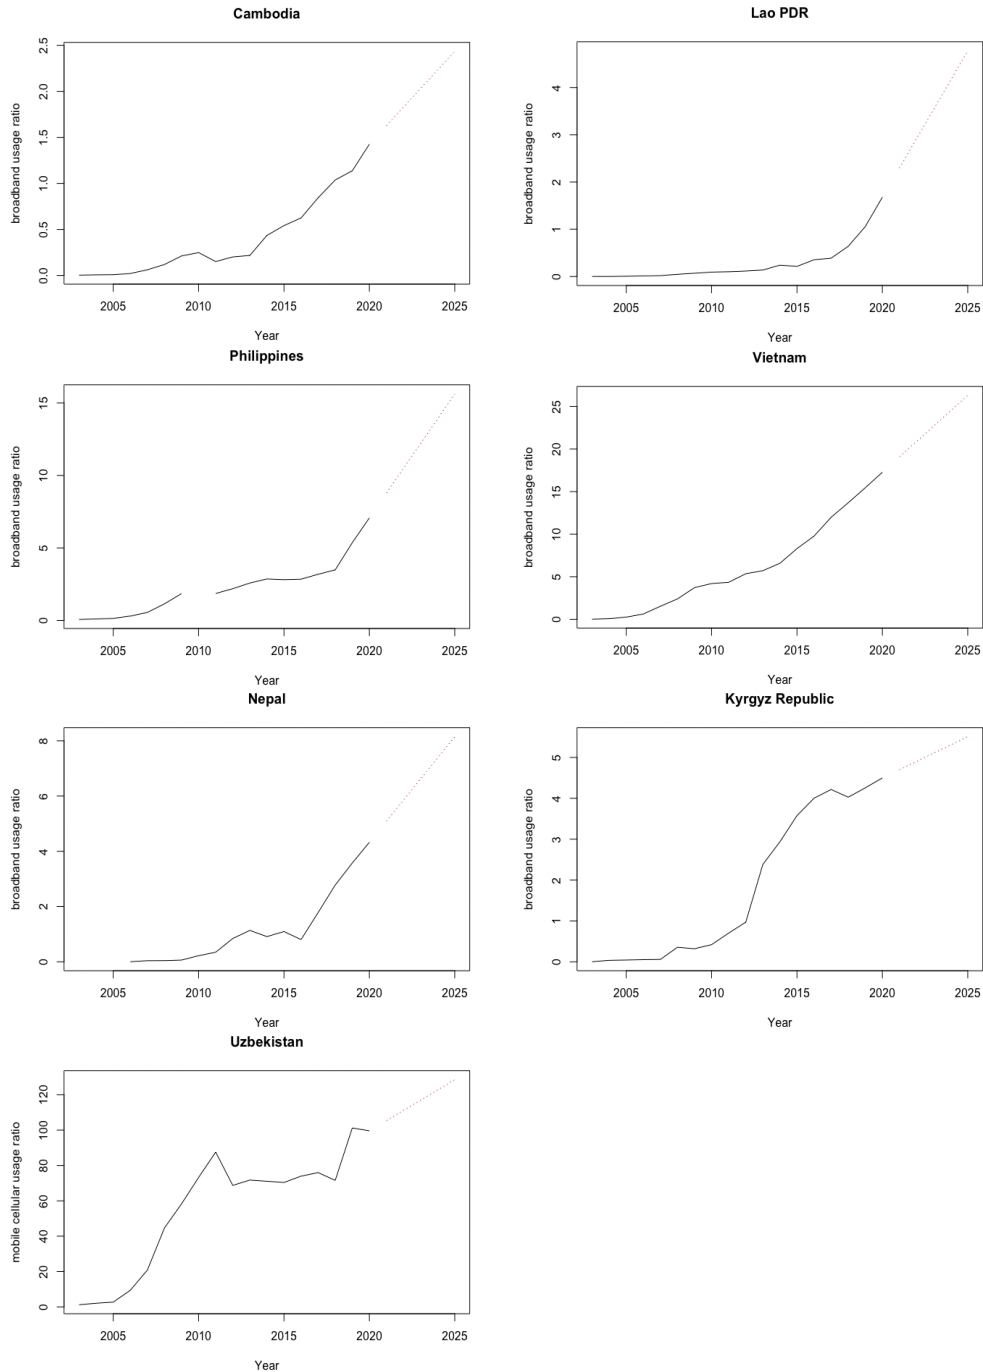 Cambodia
broadband usage ratio
2.5
2.0
1.5
1.0
0.5
0.0
2005 2010 2015 2020 2025
Year
Lao PDR
broadband usage ratio
4
3
2
1
0
2005 2010 2015 2020 2025
Year
Philippines
broadband usage ratio
15
10
5
0
2005 2010 2015 2020 2025
Year
Vietnam
broadband usage ratio
25
20
15
10
5
0
2005 2010 2015 2020 2025
Year
Nepal
broadband usage ratio
8
6
4
2
0
2005 2010 2015 2020 2025
Year
Kyrgyz Republic
broadband usage ratio
5
4
3
2
1
0
2005 2010 2015 2020 2025
Year
Uzbekistan
mobile cellular usage ratio
120
100
80
60
40
20
0
2005 2010 2015 2020 2025
Year